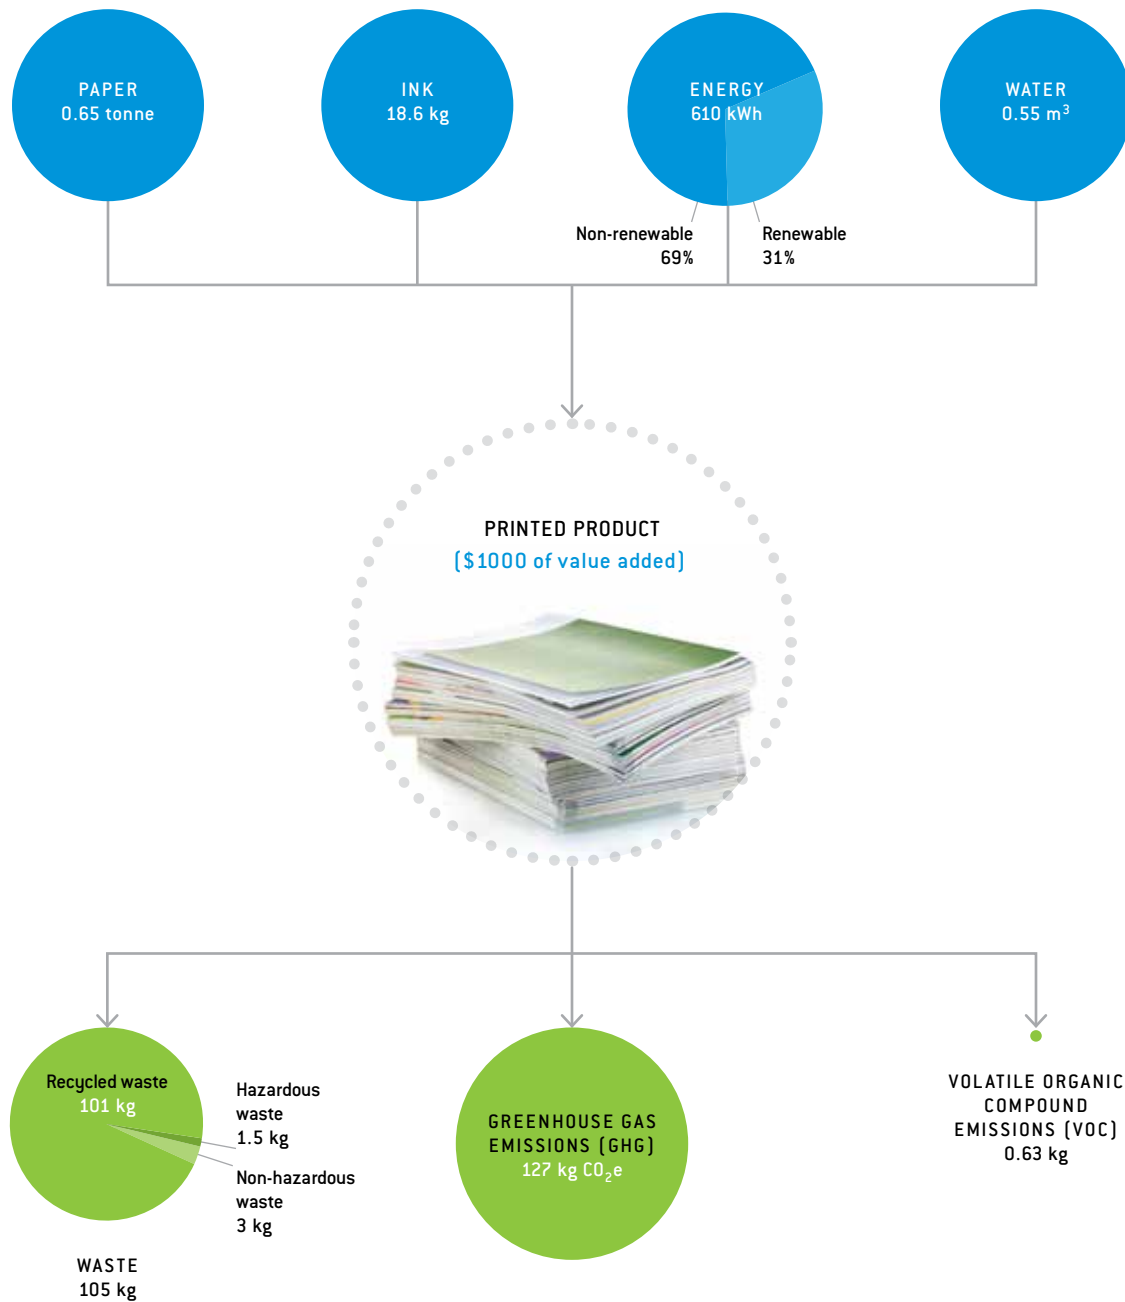 PAPER
0.65 tonne
INK
18.6 kg
ENERGY
610 kWh
WATER
0.55 m³
Non-renewable
69%
Renewable
31%
PRINTED PRODUCT
($1000 of value added)
Recycled waste
101 kg
Hazardous
waste
1.5 kg
Non-hazardous
waste
3 kg
WASTE
105 kg
GREENHOUSE GAS
EMISSIONS (GHG)
127 kg CO₂e
VOLATILE ORGANIC
COMPOUND
EMISSIONS (VOC)
0.63 kg